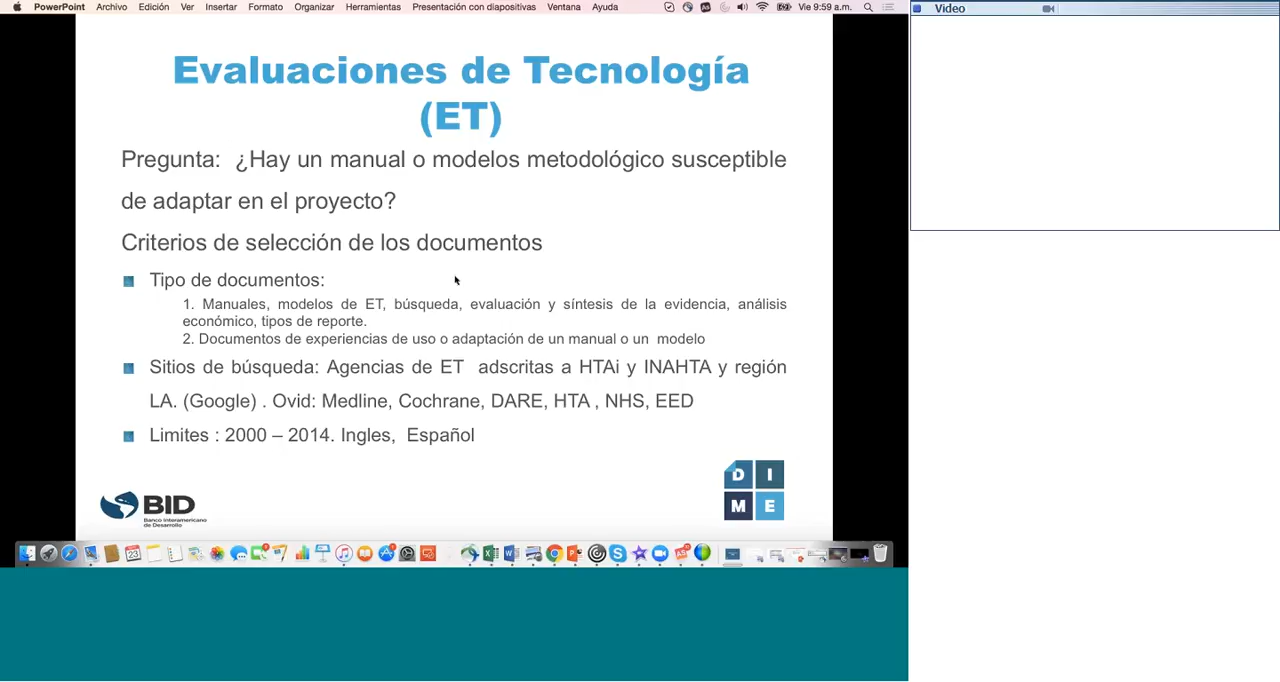 PowerPoint Archivo Edición Ver Insertar Formato Organizar Herramientas Presentación con diapositivas Ventana Ayuda Vie 9:59 a.m.
Video
Evaluaciones de Tecnología
(ET)
Pregunta: ¿Hay un manual o modelos metodológico susceptible
de adaptar en el proyecto?
Criterios de selección de los documentos
Tipo de documentos:
1. Manuales, modelos de ET, búsqueda, evaluación y síntesis de la evidencia, análisis
económico, tipos de reporte.
2. Documentos de experiencias de uso o adaptación de un manual o un modelo
Sitios de búsqueda: Agencias de ET adscritas a HTAi y INAHTA y región
LA. (Google) . Ovid: Medline, Cochrane, DARE, HTA , NHS, EED
Limites : 2000 – 2014. Ingles, Español
BID
Banco Interamericano
de Desarrollo
D I
M E